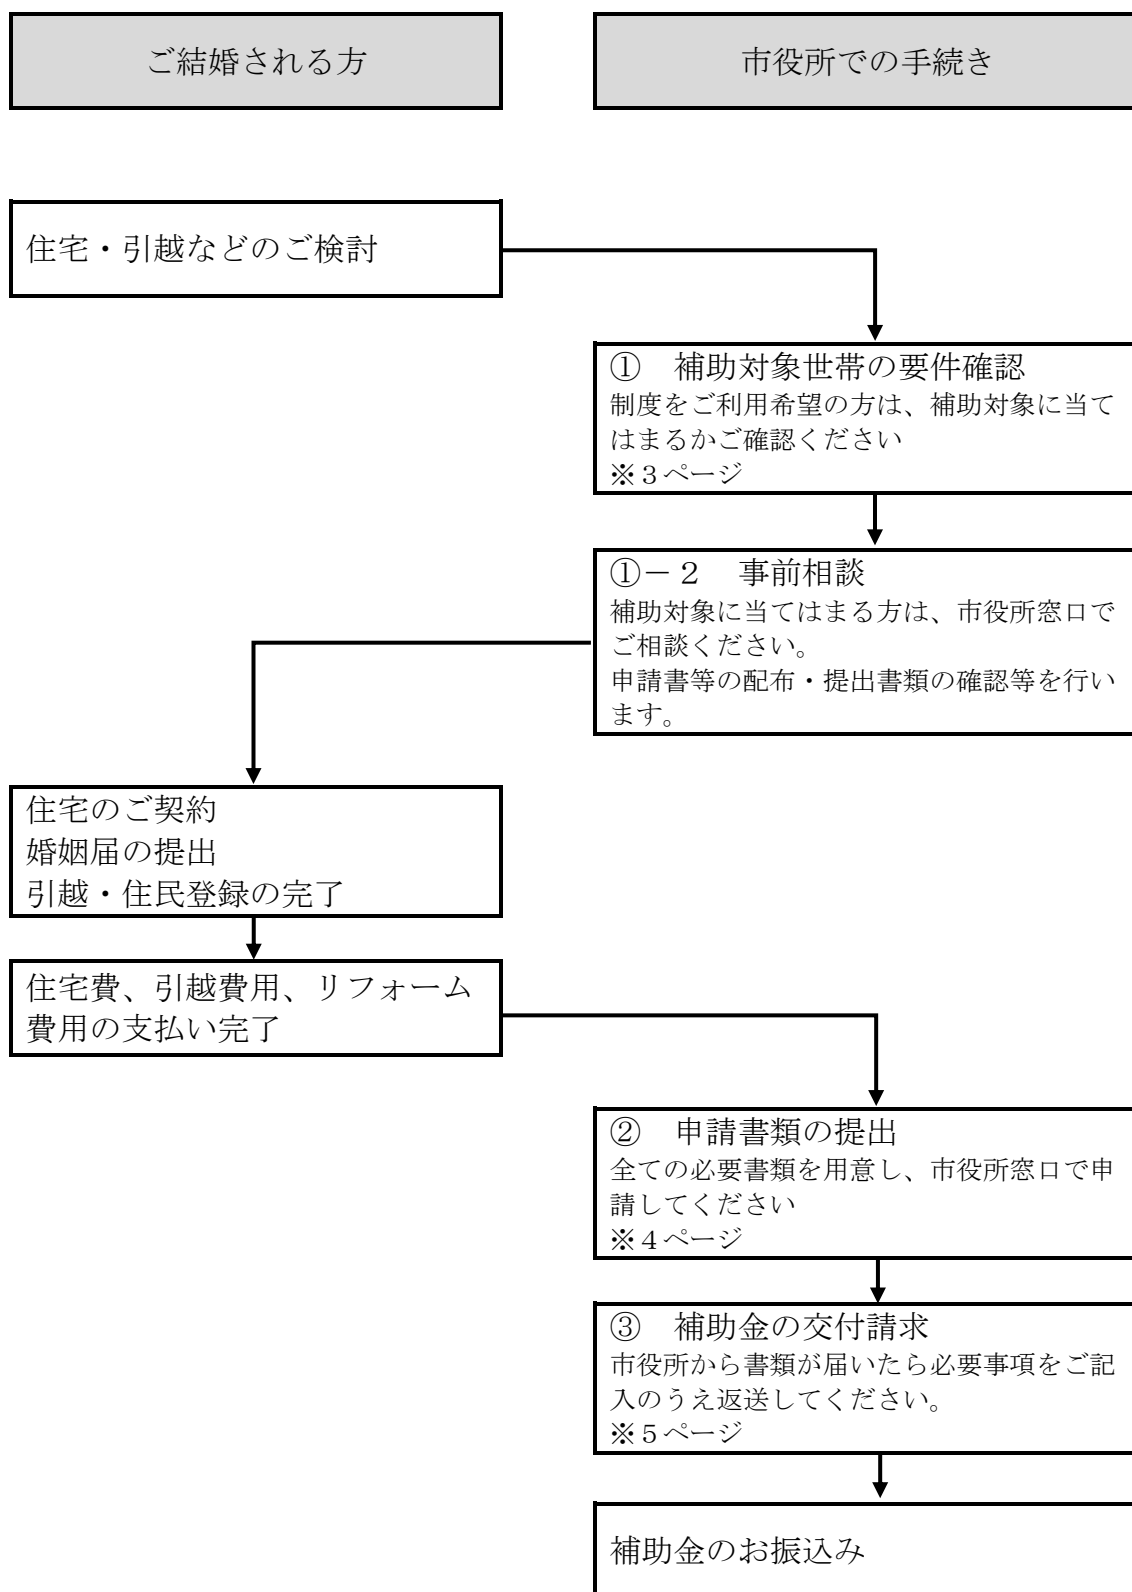 ご結婚される方
市役所での手続き
住宅・引越などのご検討
① 補助対象世帯の要件確認
制度をご利用希望の方は、補助対象に当て
はまるかご確認ください
※３ページ
①－２ 事前相談
補助対象に当てはまる方は、市役所窓口で
ご相談ください。
申請書等の配布・提出書類の確認等を行い
ます。
住宅のご契約
婚姻届の提出
引越・住民登録の完了
住宅費、引越費用、リフォーム
費用の支払い完了
② 申請書類の提出
全ての必要書類を用意し、市役所窓口で申
請してください
※４ページ
③ 補助金の交付請求
市役所から書類が届いたら必要事項をご記
入のうえ返送してください。
※５ページ
補助金のお振込み